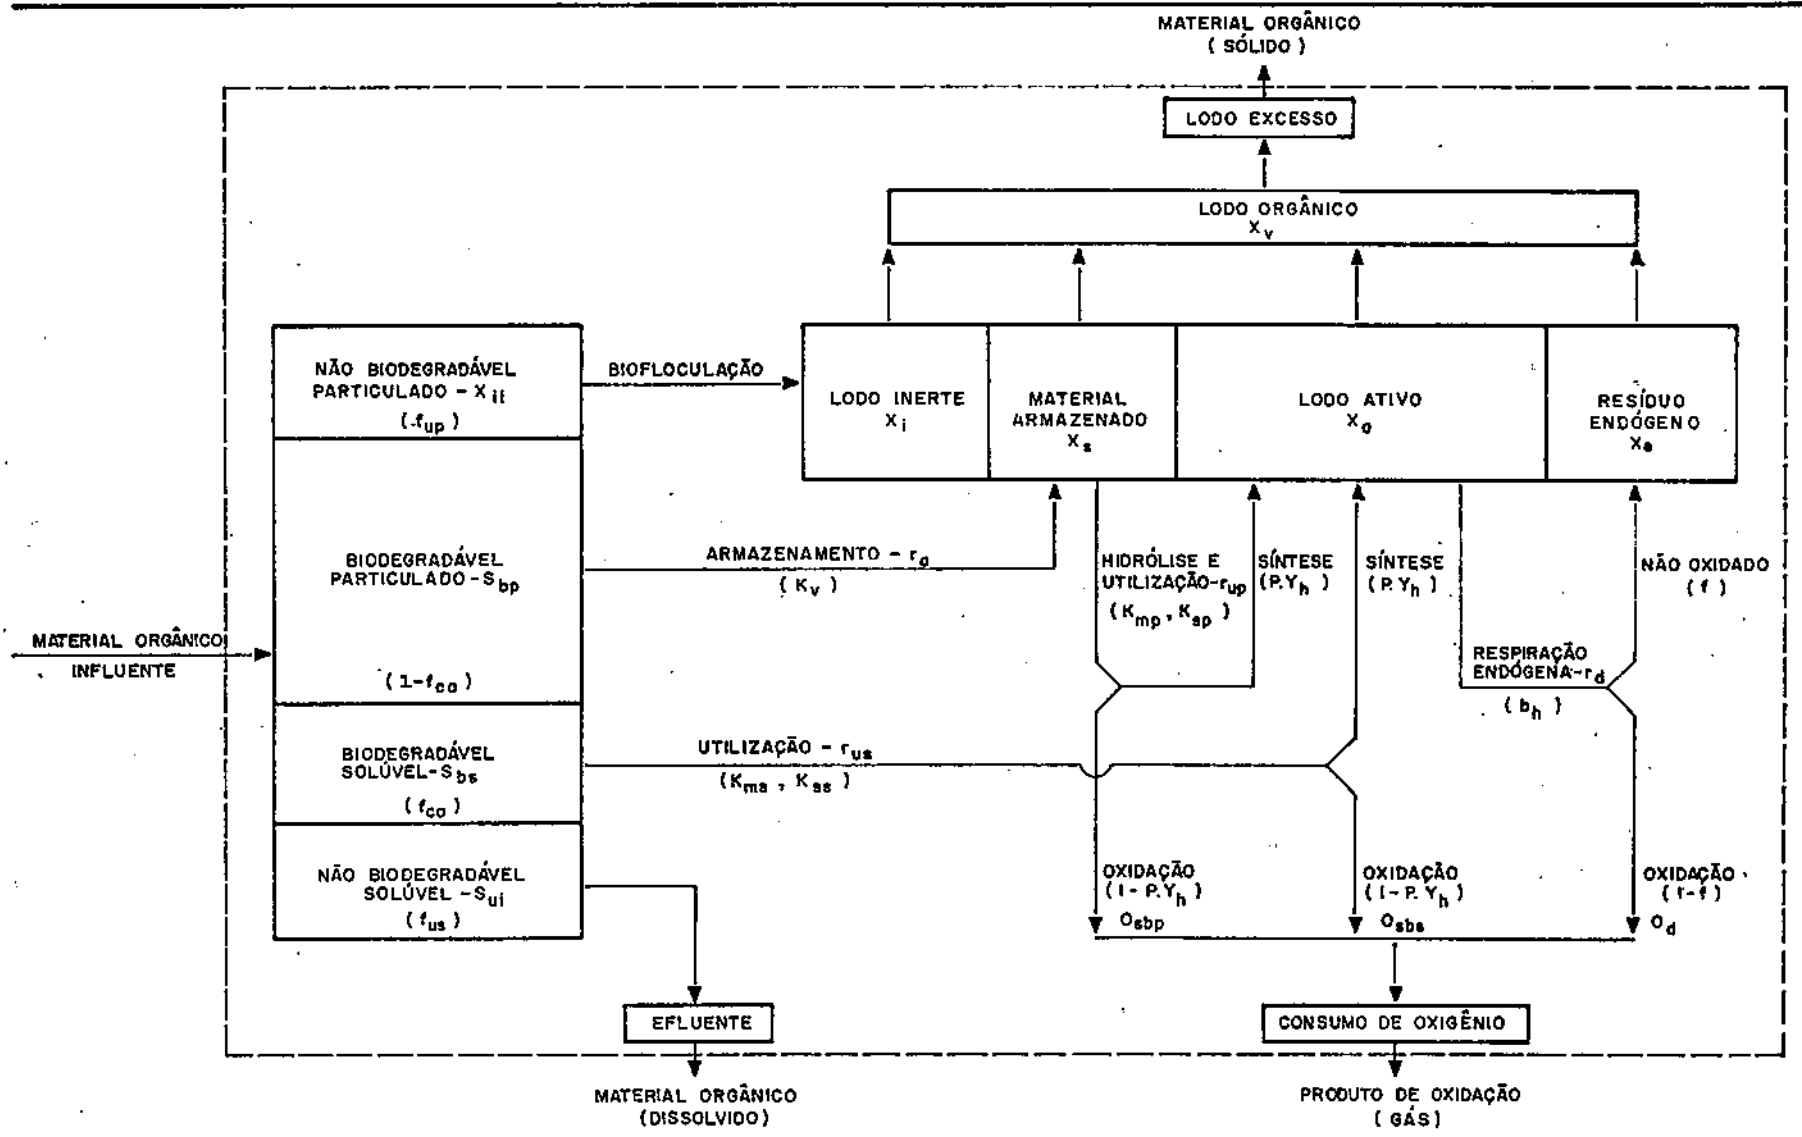 MATERIAL ORGÂNICO
( SÓLIDO )
LODO EXCESSO
LODO ORGÂNICO
Xv
NÃO BIODEGRADÁVEL
PARTICULADO - Xii
(fup)
BIOFLOCULAÇÃO
LODO INERTE
Xi
MATERIAL
ARMAZENADO
Xs
LODO ATIVO
Xa
RESÍDUO
ENDÓGENO
Xe
BIODEGRADÁVEL
PARTICULADO - Sbp
(1-fca)
ARMAZENAMENTO - ra
( Kv )
HIDRÓLISE E
UTILIZAÇÃO-rup
( Kmp , Ksp )
SÍNTESE
(P.Yh)
SÍNTESE
(P.Yh)
NÃO OXIDADO
( f )
MATERIAL ORGÂNICO
INFLUENTE
RESPIRAÇÃO
ENDÓGENA-rd
( bh )
BIODEGRADÁVEL
SOLÚVEL-Sbs
(fca)
UTILIZAÇÃO - rus
(Kms , Kss )
NÃO BIODEGRADÁVEL
SOLÚVEL - Sui
(fus)
OXIDAÇÃO
(1- P.Yh)
Osbp
OXIDAÇÃO
(1-P.Yh)
Osbs
OXIDAÇÃO
(1-f)
Od
EFLUENTE
CONSUMO DE OXIGÊNIO
MATERIAL ORGÂNICO
(DISSOLVIDO)
PRODUTO DE OXIDAÇÃO
( GÁS)